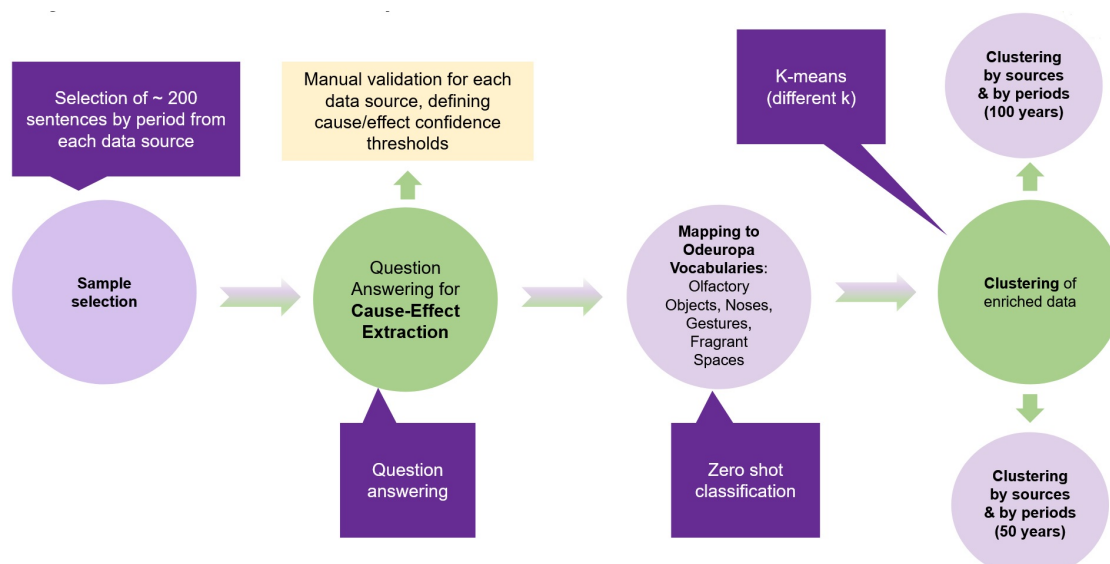 Selection of ~ 200
sentences by period from
each data source
Sample
selection
Manual validation for each
data source, defining
cause/effect confidence
thresholds
Question
Answering for
Cause-Effect
Extraction
Question
answering
Mapping to
Odeuropa
Vocabularies:
Olfactory
Objects, Noses,
Gestures,
Fragrant
Spaces
Zero shot
classification
K-means
(different k)
Clustering
by sources
& by periods
(100 years)
Clustering of
enriched data
Clustering
by sources
& by periods
(50 years)